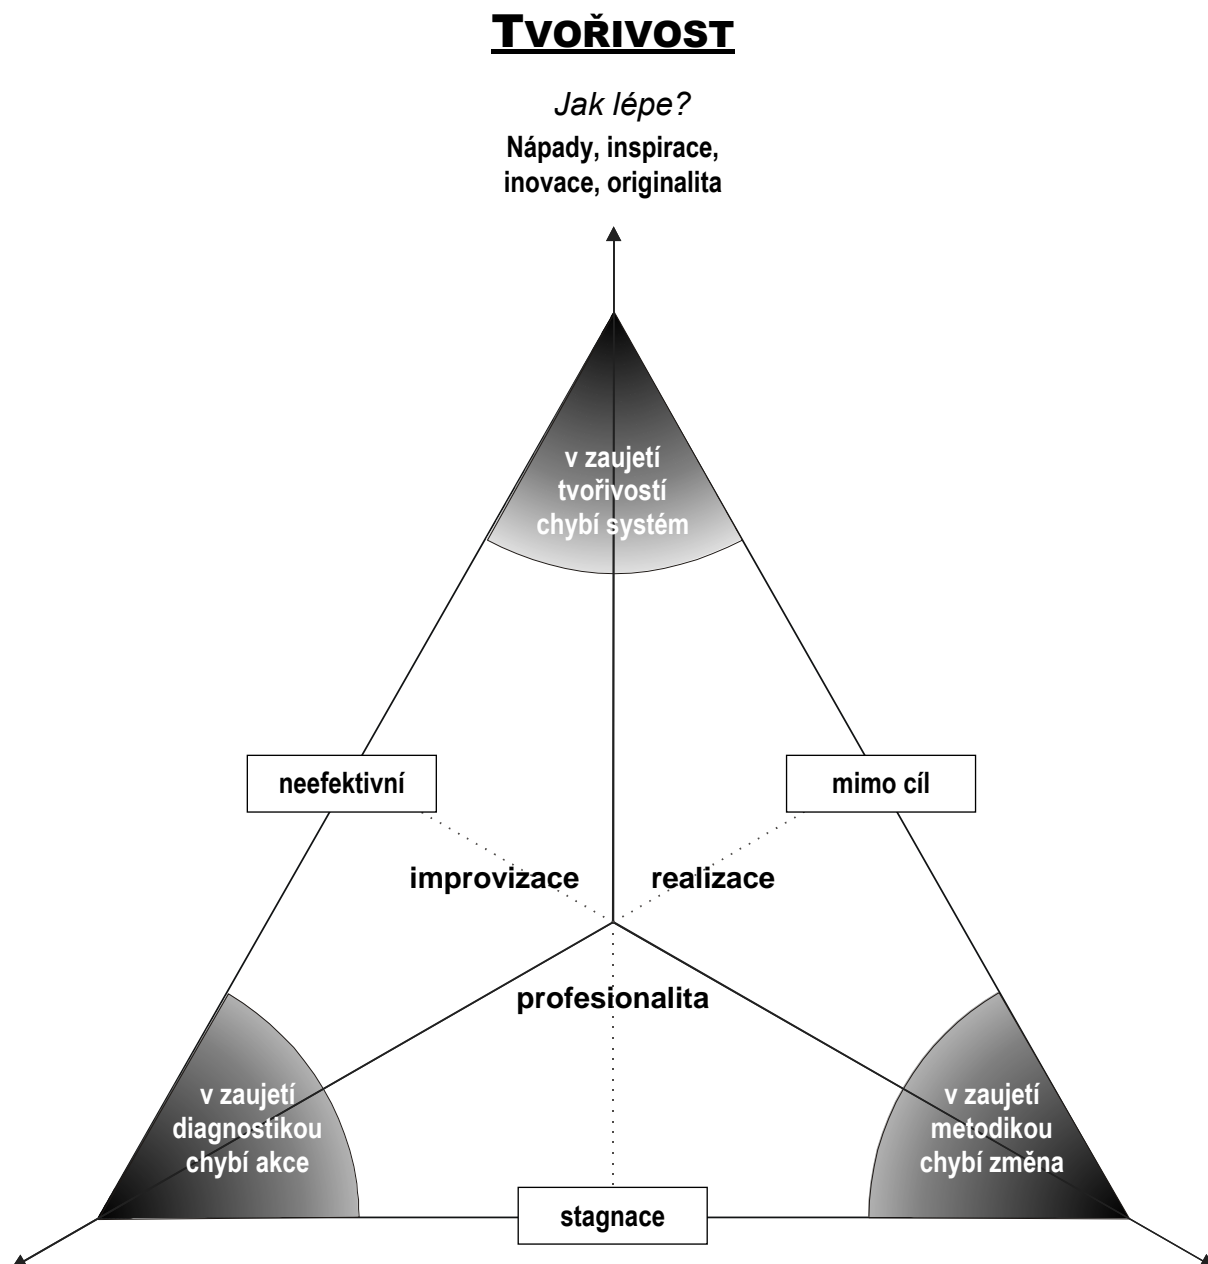 TVOŘIVOST
Jak lépe?
Nápady, inspirace,
inovace, originalita
v zaujetí
tvořivostí
chybí systém
neefektivní
mimo cíl
improvizace
realizace
profesionalita
v zaujetí
diagnostikou
chybí akce
v zaujetí
metodikou
chybí změna
stagnace